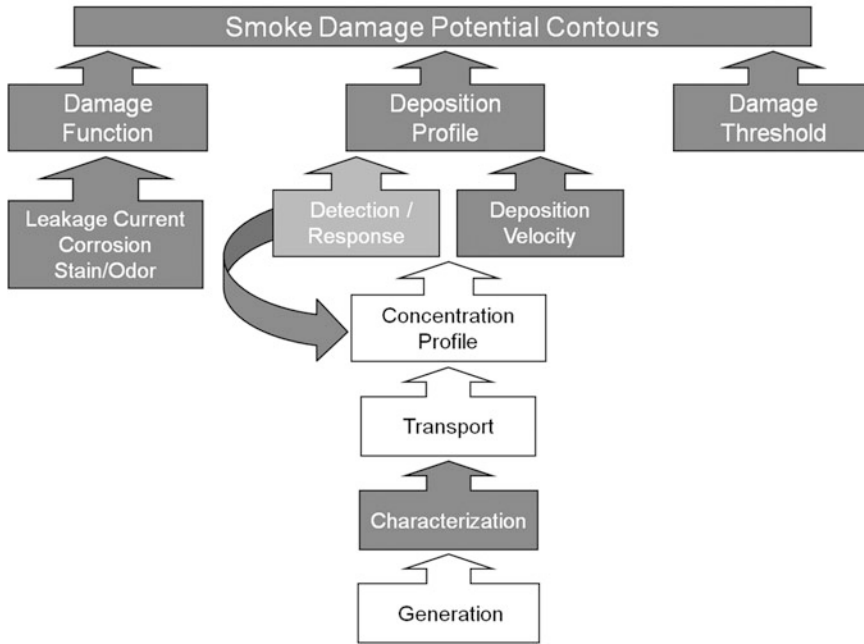 Smoke Damage Potential Contours
Damage
Function
Deposition
Profile
Damage
Threshold
Leakage Current
Corrosion
Stain/Odor
Detection /
Response
Deposition
Velocity
Concentration
Profile
Transport
Characterization
Generation